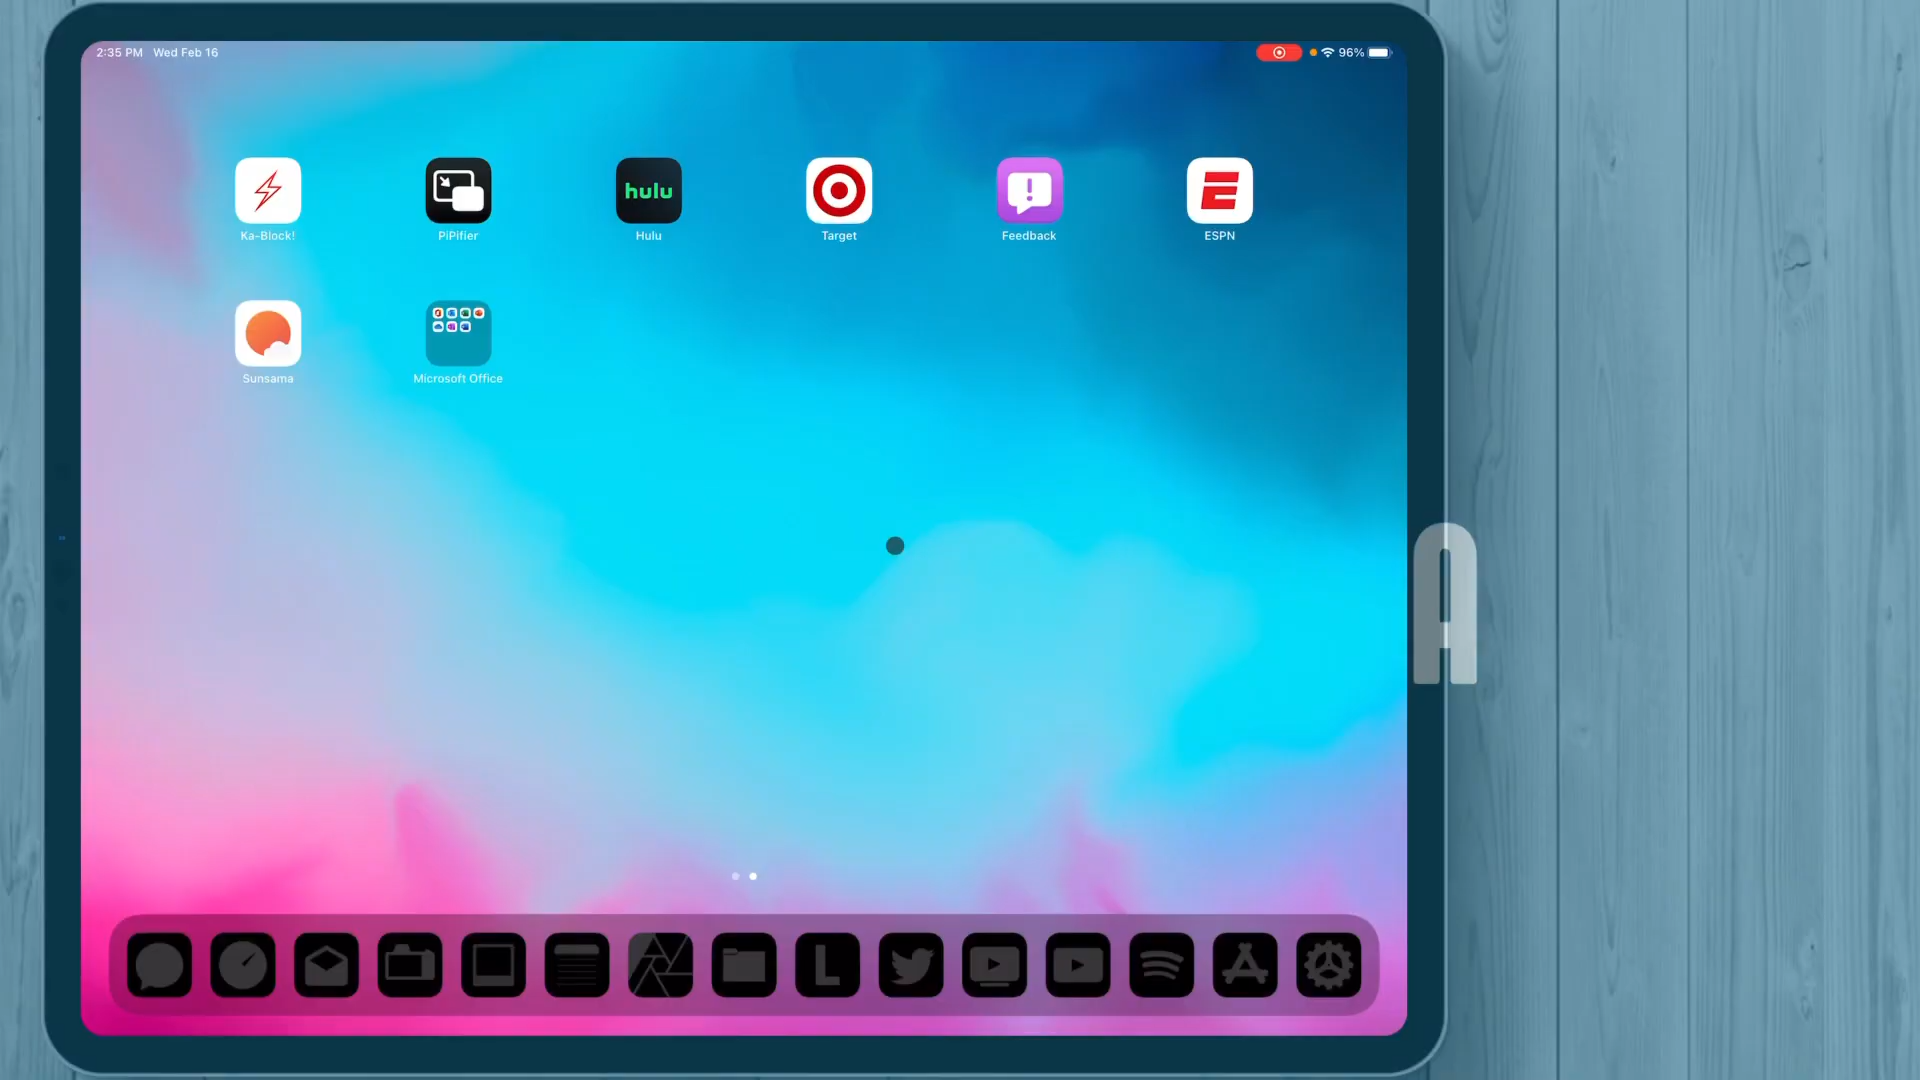 2:35 PM Wed Feb 16
96%
hulu
Ka-Block!
PiPifier
Hulu
Target
Feedback
ESPN
Sunsama
Microsoft Office
L
A